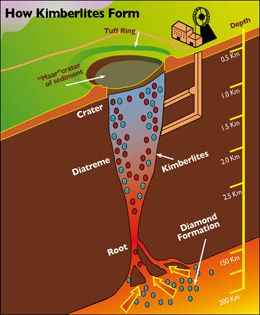 How Kimberlites Form
Depth
Tuff Ring
"Maar" crater
of sediment
0.5 Km
Crater
1.0 Km
1.5 Km
Diatreme
Kimberlites
2.0 Km
2.5 Km
Root
Diamond
Formation
150 Km
200 Km